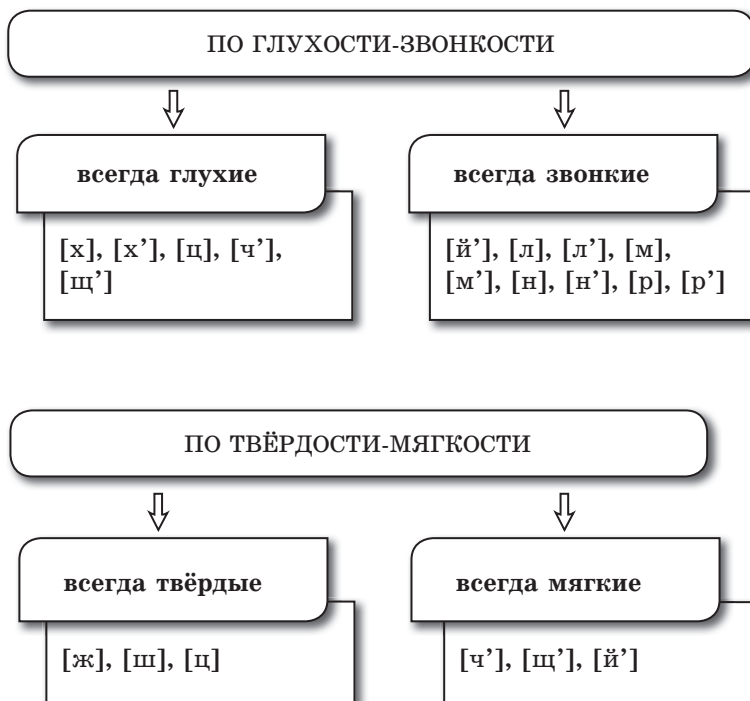 ПО ГЛУХОСТИ-ЗВОНКОСТИ
всегда глухие
[х], [х’], [ц], [ч’],
[щ’]
всегда звонкие
[й’], [л], [л’], [м],
[м’], [н], [н’], [р], [р’]
ПО ТВЁРДОСТИ-МЯГКОСТИ
всегда твёрдые
[ж], [ш], [ц]
всегда мягкие
[ч’], [щ’], [й’]